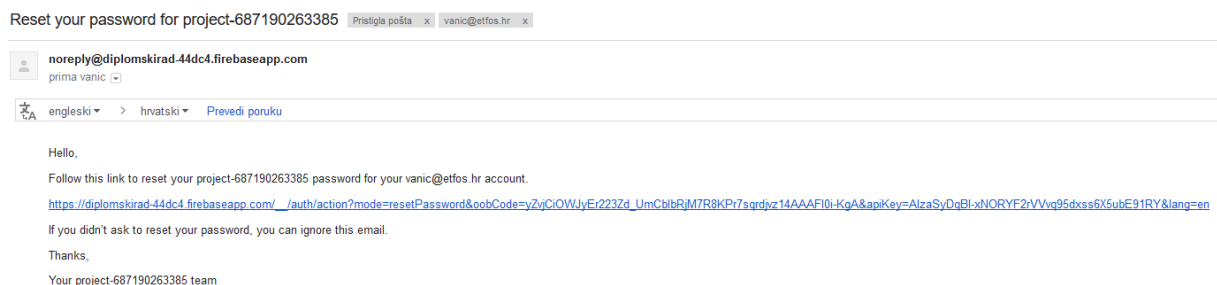 Reset your password for project-687190263385 Pristigla pošta x vanic@etfos.hr x
noreply@diplomskirad-44dc4.firebaseapp.com
prima vanic
engleski > hrvatski Prevedi poruku
Hello,
Follow this link to reset your project-687190263385 password for your vanic@etfos.hr account.
https://diplomskirad-44dc4.firebaseapp.com/__/auth/action?mode=resetPassword&oobCode=yZvjCiOWJyEr223Zd_UmCblbRjM7R8KPr7sqrdjvz14AAAFI0i-KgA&apiKey=AIzaSyDqBl-xNORYF2rVVvq95dxss6X5ubE91RY&lang=en
If you didn't ask to reset your password, you can ignore this email.
Thanks,
Your project-687190263385 team